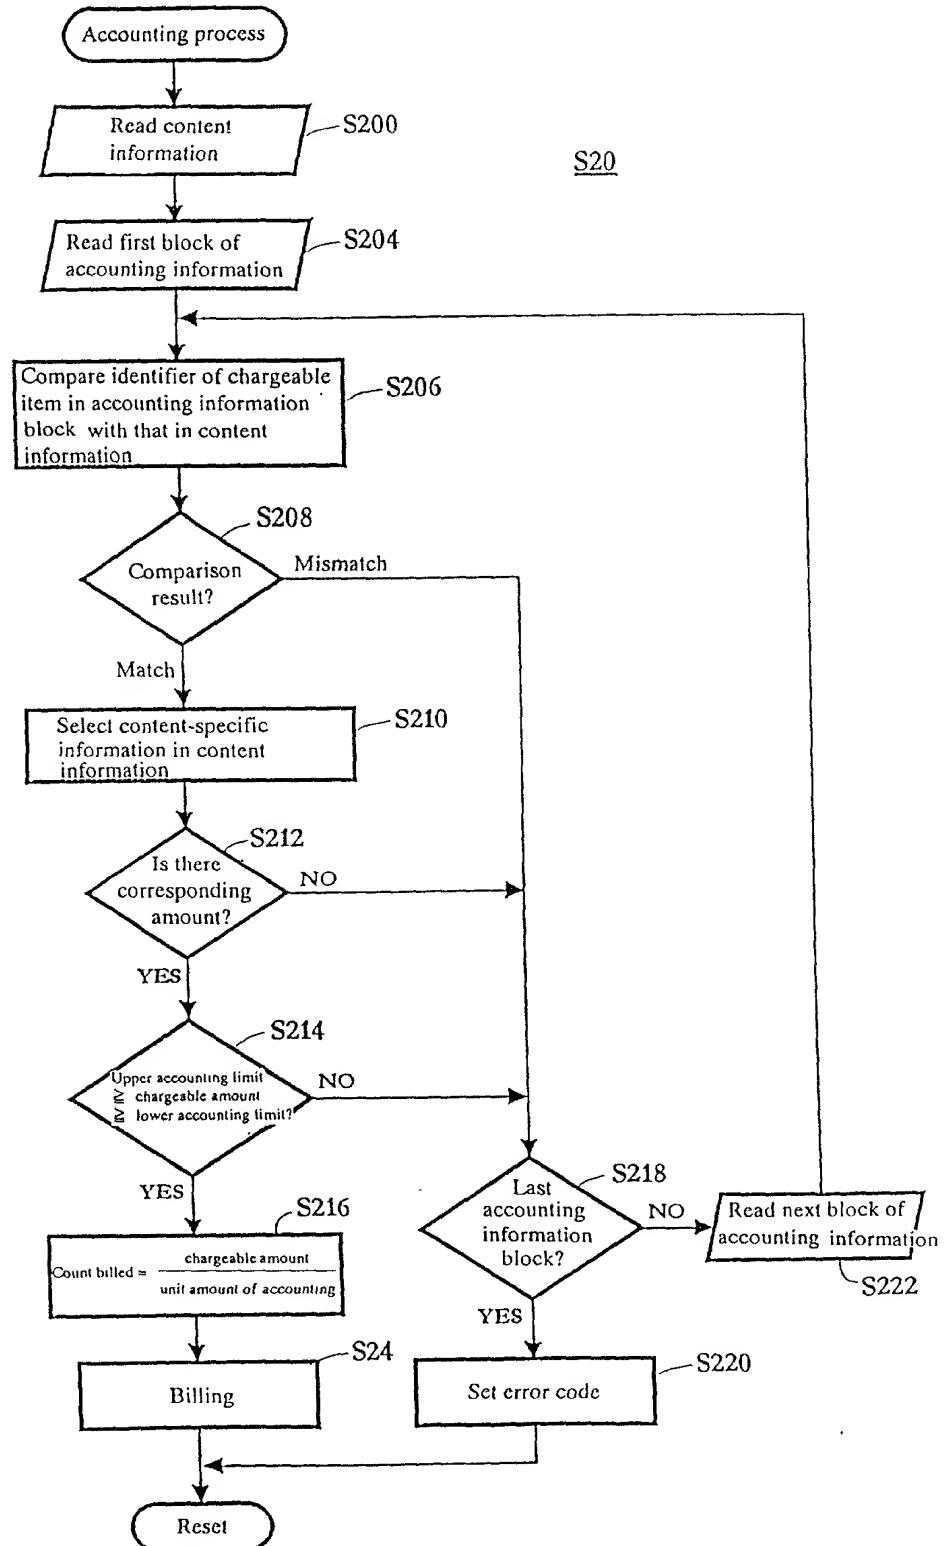 Accounting process
Read content
information
S200
S20
Read first block of
accounting information
S204
Compare identifier of chargeable
item in accounting information
block with that in content
information
S206
S208
Comparison
result?
Mismatch
Match
Select content-specific
information in content
information
S210
S212
Is there
corresponding
amount?
NO
YES
S214
Upper accounting limit
≧ chargeable amount
≧ lower accounting limit?
NO
YES
S216
Count billed = chargeable amount
unit amount of accounting
S218
Last
accounting
information
block?
NO
Read next block of
accounting information
S222
YES
S24
Billing
S220
Set error code
Reset